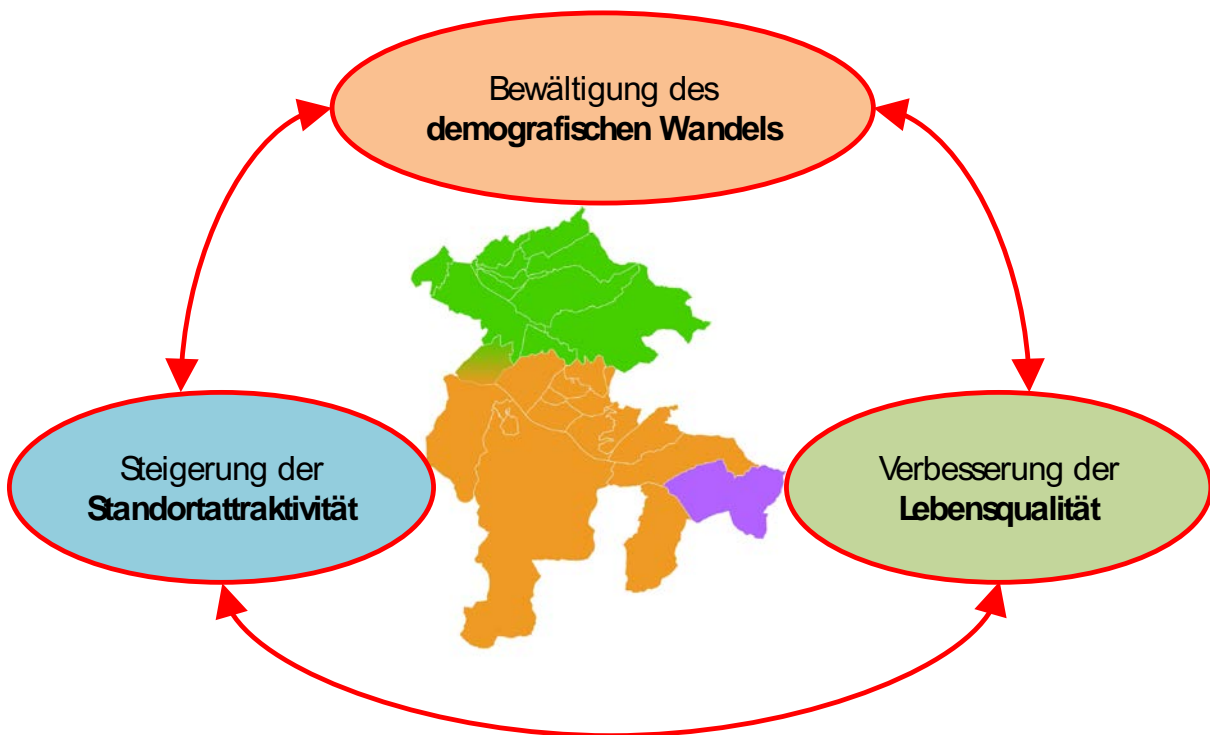 Bewältigung des
demografischen Wandels
Steigerung der
Standortattraktivität
Verbesserung der
Lebensqualität